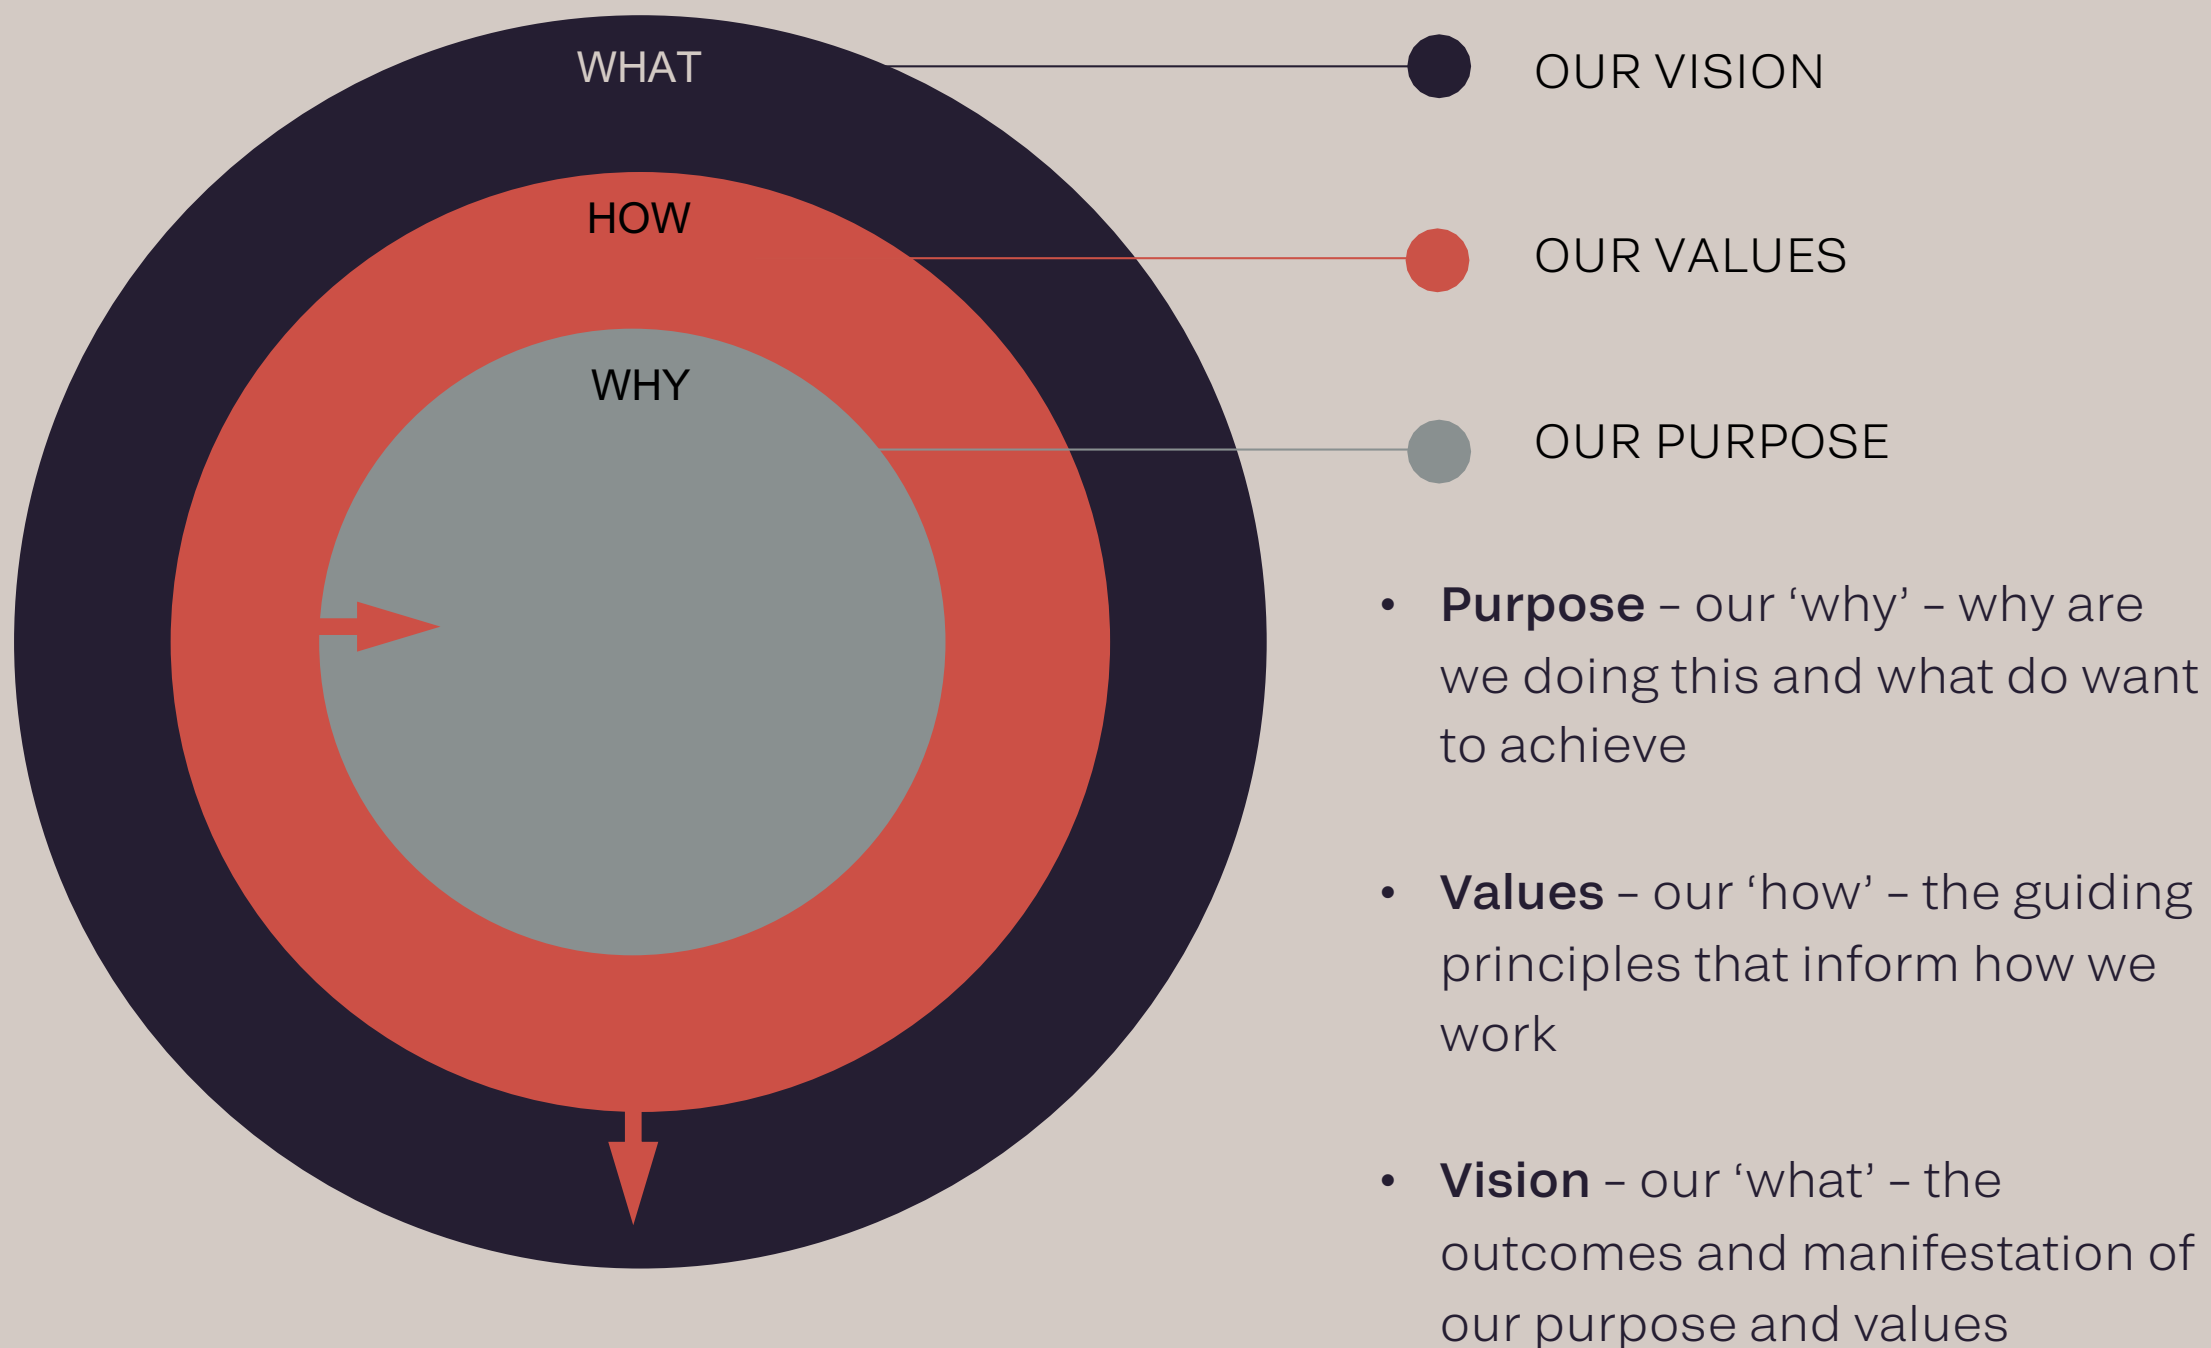 WHAT
OUR VISION
HOW
OUR VALUES
WHY
OUR PURPOSE
• Purpose – our ‘why’ – why are
we doing this and what do want
to achieve
• Values – our ‘how’ – the guiding
principles that inform how we
work
• Vision – our ‘what’ – the
outcomes and manifestation of
our purpose and values